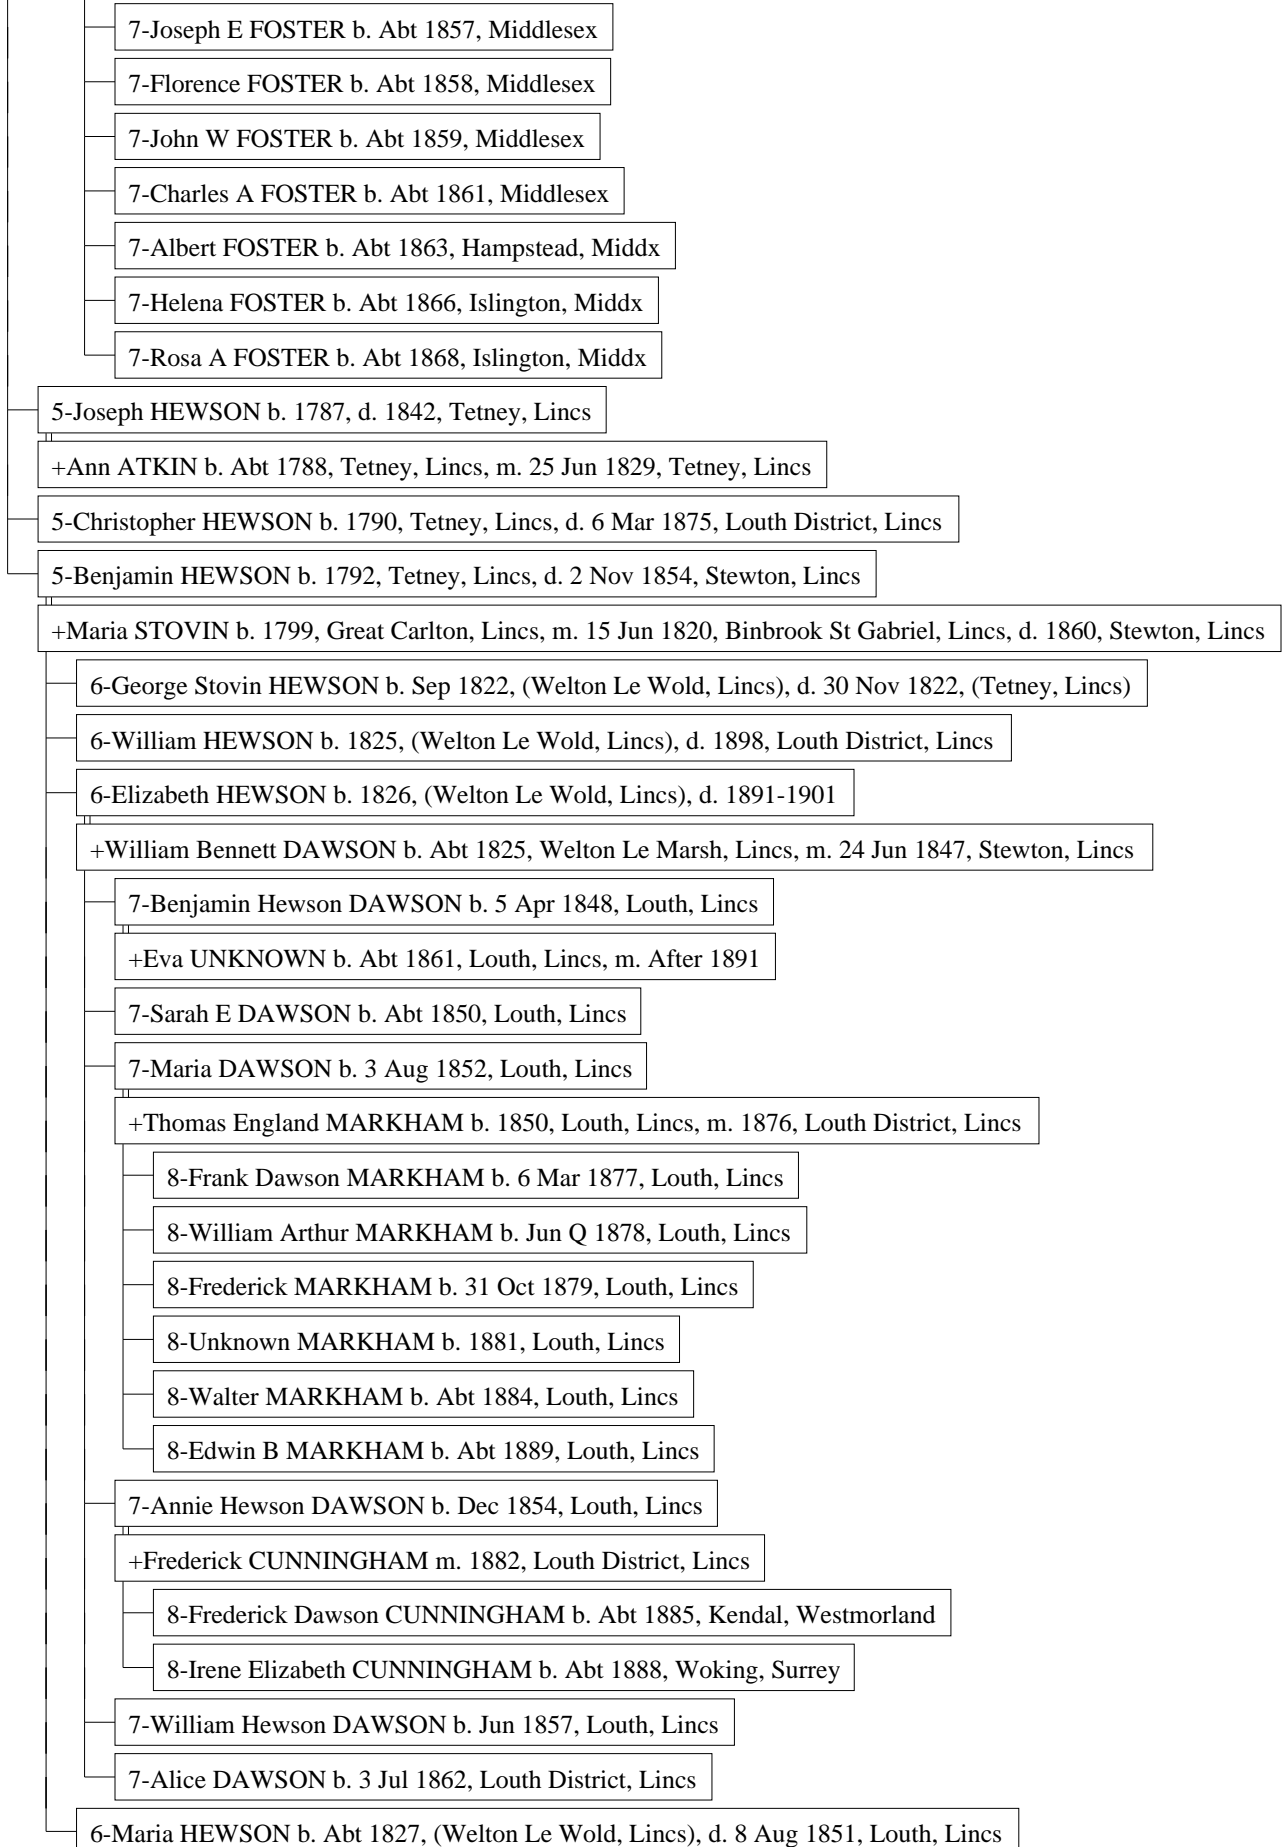 7-Joseph E FOSTER b. Abt 1857, Middlesex
7-Florence FOSTER b. Abt 1858, Middlesex
7-John W FOSTER b. Abt 1859, Middlesex
7-Charles A FOSTER b. Abt 1861, Middlesex
7-Albert FOSTER b. Abt 1863, Hampstead, Middx
7-Helena FOSTER b. Abt 1866, Islington, Middx
7-Rosa A FOSTER b. Abt 1868, Islington, Middx
5-Joseph HEWSON b. 1787, d. 1842, Tetney, Lincs
+Ann ATKIN b. Abt 1788, Tetney, Lincs, m. 25 Jun 1829, Tetney, Lincs
5-Christopher HEWSON b. 1790, Tetney, Lincs, d. 6 Mar 1875, Louth District, Lincs
5-Benjamin HEWSON b. 1792, Tetney, Lincs, d. 2 Nov 1854, Stewton, Lincs
+Maria STOVIN b. 1799, Great Carlton, Lincs, m. 15 Jun 1820, Binbrook St Gabriel, Lincs, d. 1860, Stewton, Lincs
6-George Stovin HEWSON b. Sep 1822, (Welton Le Wold, Lincs), d. 30 Nov 1822, (Tetney, Lincs)
6-William HEWSON b. 1825, (Welton Le Wold, Lincs), d. 1898, Louth District, Lincs
6-Elizabeth HEWSON b. 1826, (Welton Le Wold, Lincs), d. 1891-1901
+William Bennett DAWSON b. Abt 1825, Welton Le Marsh, Lincs, m. 24 Jun 1847, Stewton, Lincs
7-Benjamin Hewson DAWSON b. 5 Apr 1848, Louth, Lincs
+Eva UNKNOWN b. Abt 1861, Louth, Lincs, m. After 1891
7-Sarah E DAWSON b. Abt 1850, Louth, Lincs
7-Maria DAWSON b. 3 Aug 1852, Louth, Lincs
+Thomas England MARKHAM b. 1850, Louth, Lincs, m. 1876, Louth District, Lincs
8-Frank Dawson MARKHAM b. 6 Mar 1877, Louth, Lincs
8-William Arthur MARKHAM b. Jun Q 1878, Louth, Lincs
8-Frederick MARKHAM b. 31 Oct 1879, Louth, Lincs
8-Unknown MARKHAM b. 1881, Louth, Lincs
8-Walter MARKHAM b. Abt 1884, Louth, Lincs
8-Edwin B MARKHAM b. Abt 1889, Louth, Lincs
7-Annie Hewson DAWSON b. Dec 1854, Louth, Lincs
+Frederick CUNNINGHAM m. 1882, Louth District, Lincs
8-Frederick Dawson CUNNINGHAM b. Abt 1885, Kendal, Westmorland
8-Irene Elizabeth CUNNINGHAM b. Abt 1888, Woking, Surrey
7-William Hewson DAWSON b. Jun 1857, Louth, Lincs
7-Alice DAWSON b. 3 Jul 1862, Louth District, Lincs
6-Maria HEWSON b. Abt 1827, (Welton Le Wold, Lincs), d. 8 Aug 1851, Louth, Lincs